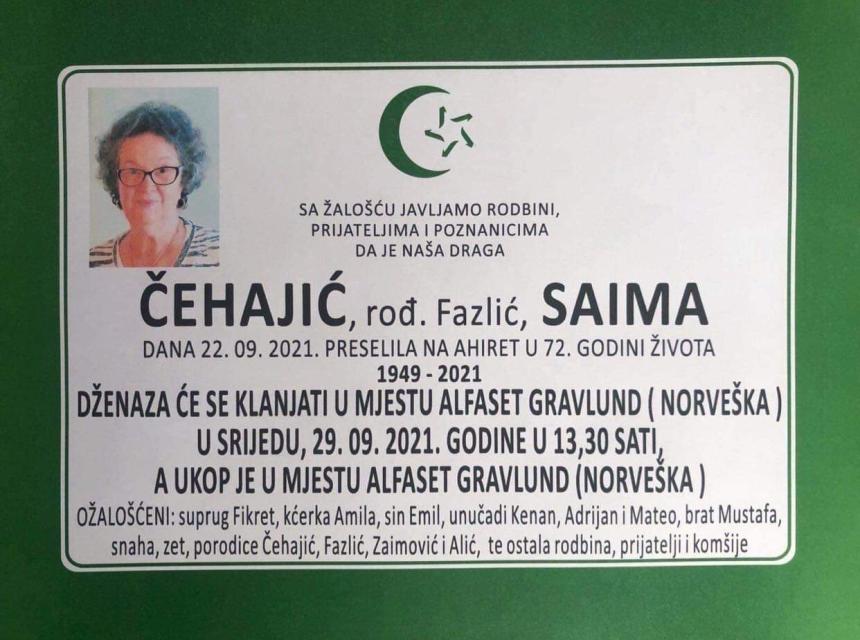 SA ŽALOŠĆU JAVLJAMO RODBINI,
PRIJATELJIMA I POZNANICIMA
DA JE NAŠA DRAGA
ČEHAJIĆ, rođ. Fazlić, SAIMA
DANA 22. 09. 2021. PRESELILA NA AHIRET U 72. GODINI ŽIVOTA
1949 - 2021
DŽENAZA ĆE SE KLANJATI U MJESTU ALFASET GRAVLUND ( NORVEŠKA )
U SRIJEDU, 29. 09. 2021. GODINE U 13,30 SATI,
A UKOP JE U MJESTU ALFASET GRAVLUND (NORVEŠKA )
OŽALOŠĆENI: suprug Fikret, kćerka Amila, sin Emil, unučadi Kenan, Adrijan i Mateo, brat Mustafa,
snaha, zet, porodice Čehajić, Fazlić, Zaimović i Alić, te ostala rodbina, prijatelji i komšije